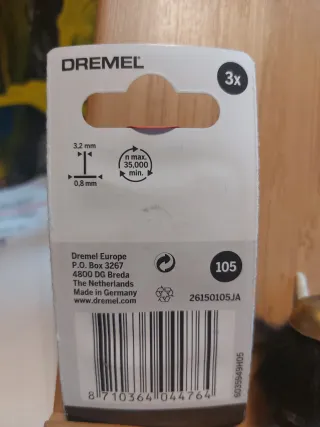 DREMEL
3x
3,2 mm
0,8 mm
n max.
35,000
min.
Dremel Europe
P.O. Box 3267
4800 DG Breda
The Netherlands
Made in Germany
www.dremel.com
105
26150105JA
8 710364 044764